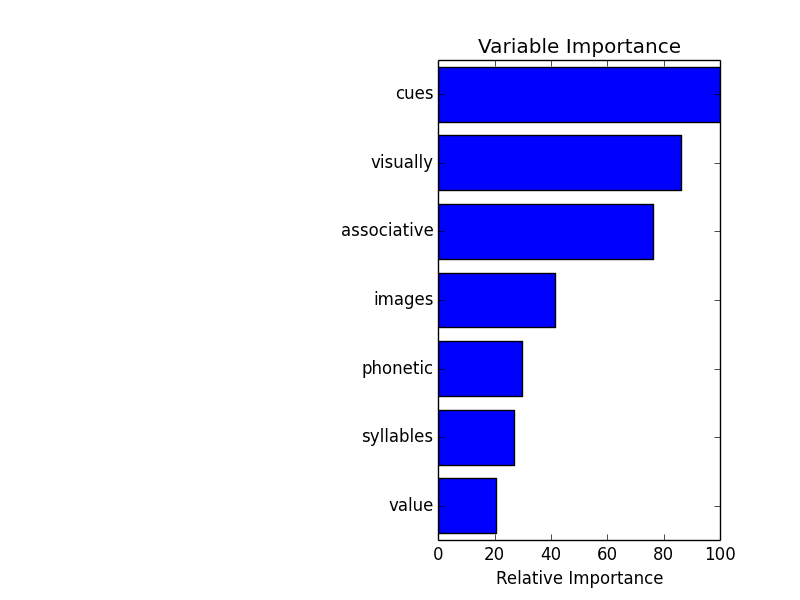 Variable Importance
cues
visually
associative
images
phonetic
syllables
value
0 20 40 60 80 100
Relative Importance